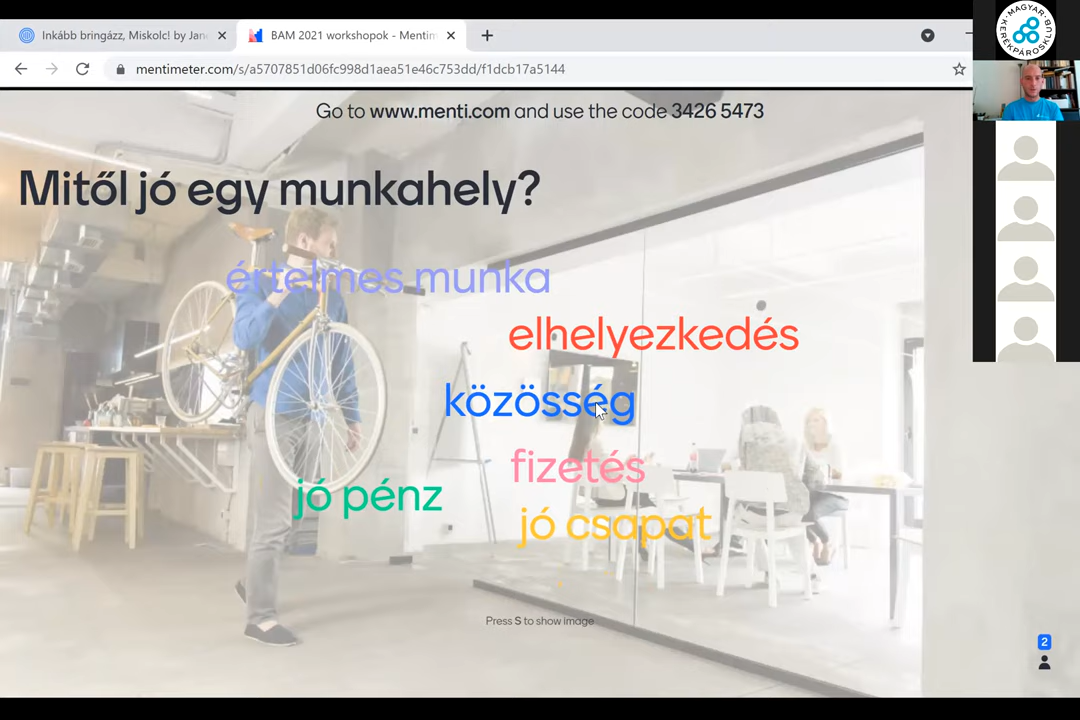 Inkább bringázz, Miskolc! by Jan
BAM 2021 workshopok - Mentim
mentimeter.com/s/a5707851d06fc998d1aea51e46c753dd/f1dcb17a5144
MAGYAR KERÉKPÁROSKLUB
Go to www.menti.com and use the code 3426 5473
Mitől jó egy munkahely?
értelmes munka
elhelyezkedés
közösség
fizetés
jó pénz
jó csapat
Press S to show image
2